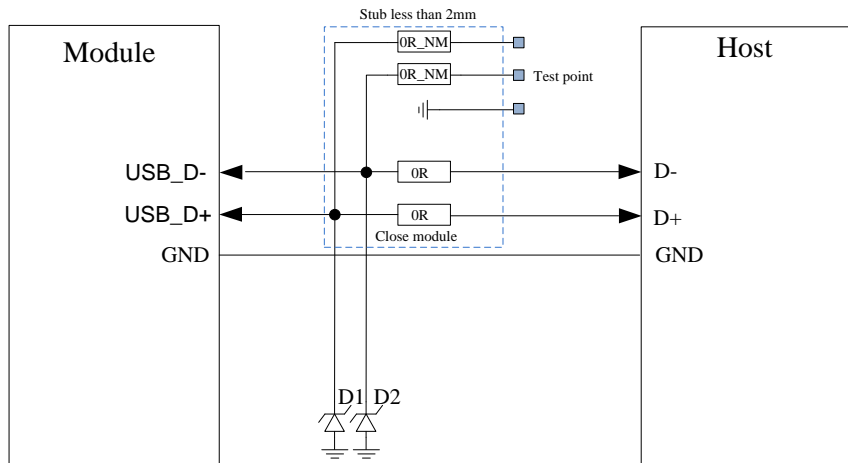 Stub less than 2mm
Module
0R_NM
Host
0R_NM
Test point
USB_D-
0R
D-
USB_D+
0R
D+
Close module
GND
GND
D1
D2